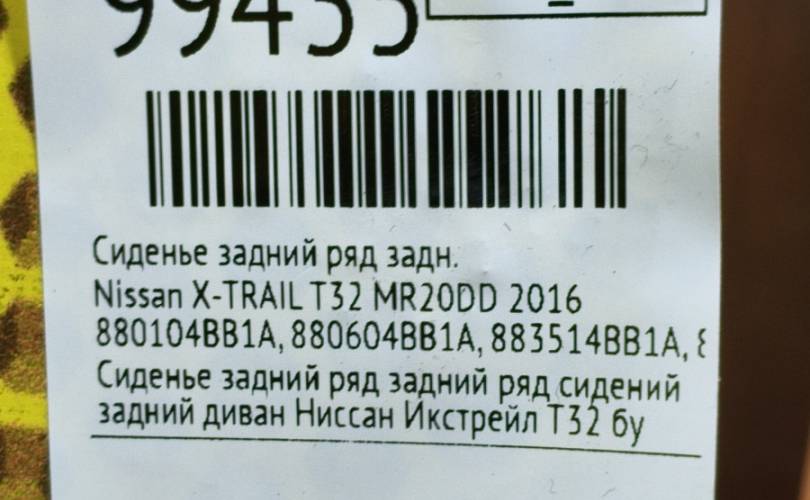 99455
Сиденье задний ряд задн.
Nissan X-TRAIL T32 MR20DD 2016
880104BB1A, 880604BB1A, 883514BB1A,
Сиденье задний ряд задний ряд сидений
задний диван Ниссан Икстрейл Т32 бу